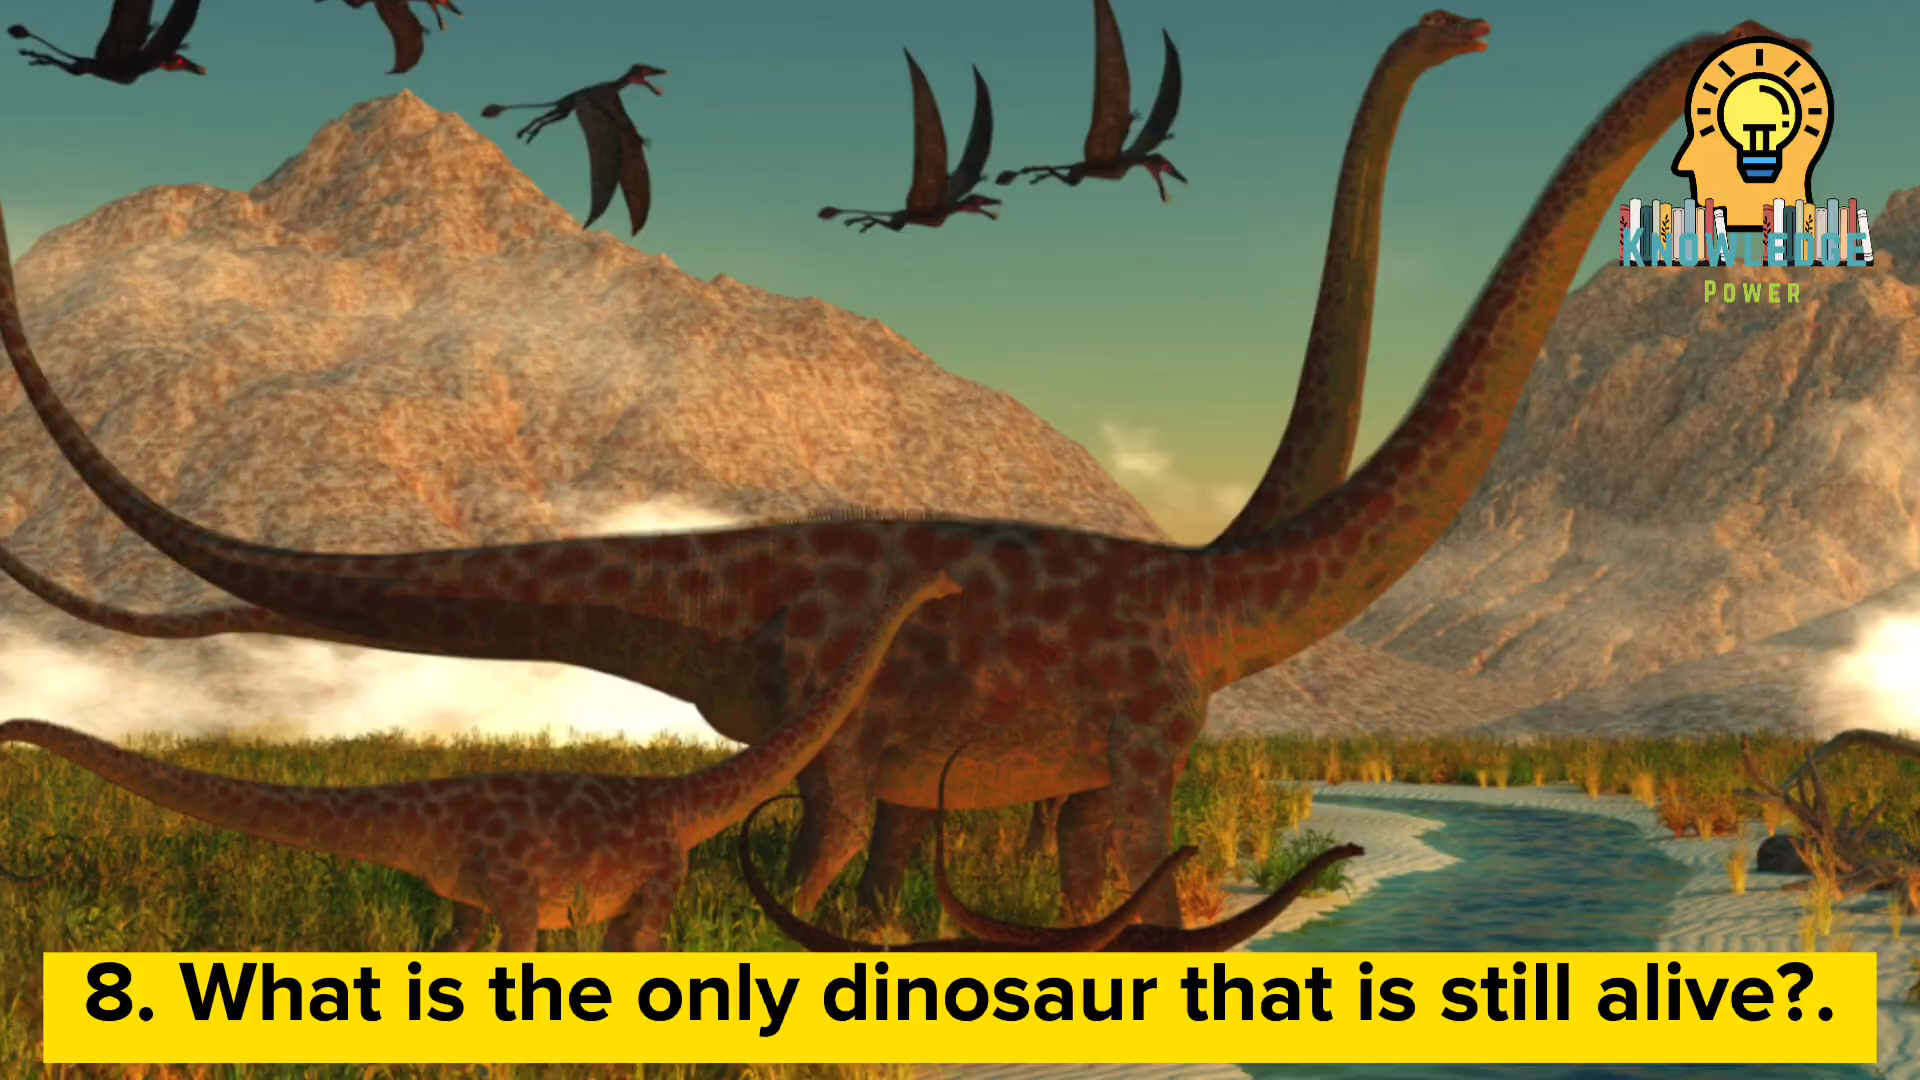 KNOWLEDGE
POWER
8. What is the only dinosaur that is still alive?.